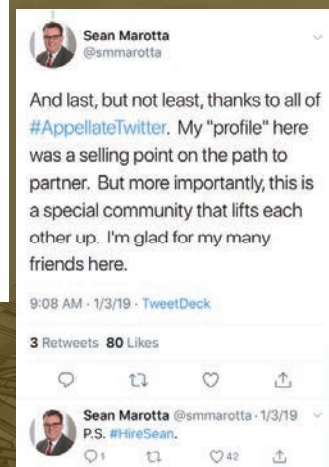 Sean Marotta
@smmarotta
And last, but not least, thanks to all of
#AppellateTwitter. My "profile" here
was a selling point on the path to
partner. But more importantly, this is
a special community that lifts each
other up. I'm glad for my many
friends here.
9:08 AM · 1/3/19 · TweetDeck
3 Retweets 80 Likes
Sean Marotta @smmarotta · 1/3/19
P.S. #HireSean.
1
42